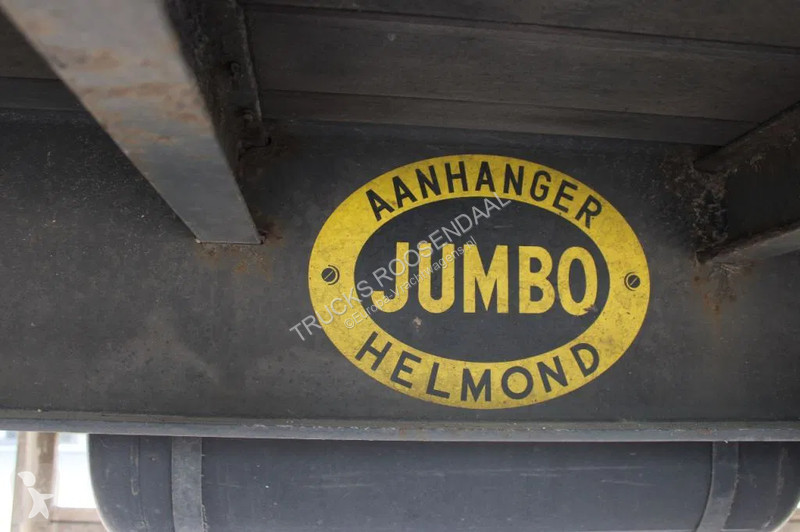 AANHANGER
JUMBO
HELMOND
TRUCKS ROOSENDAAL